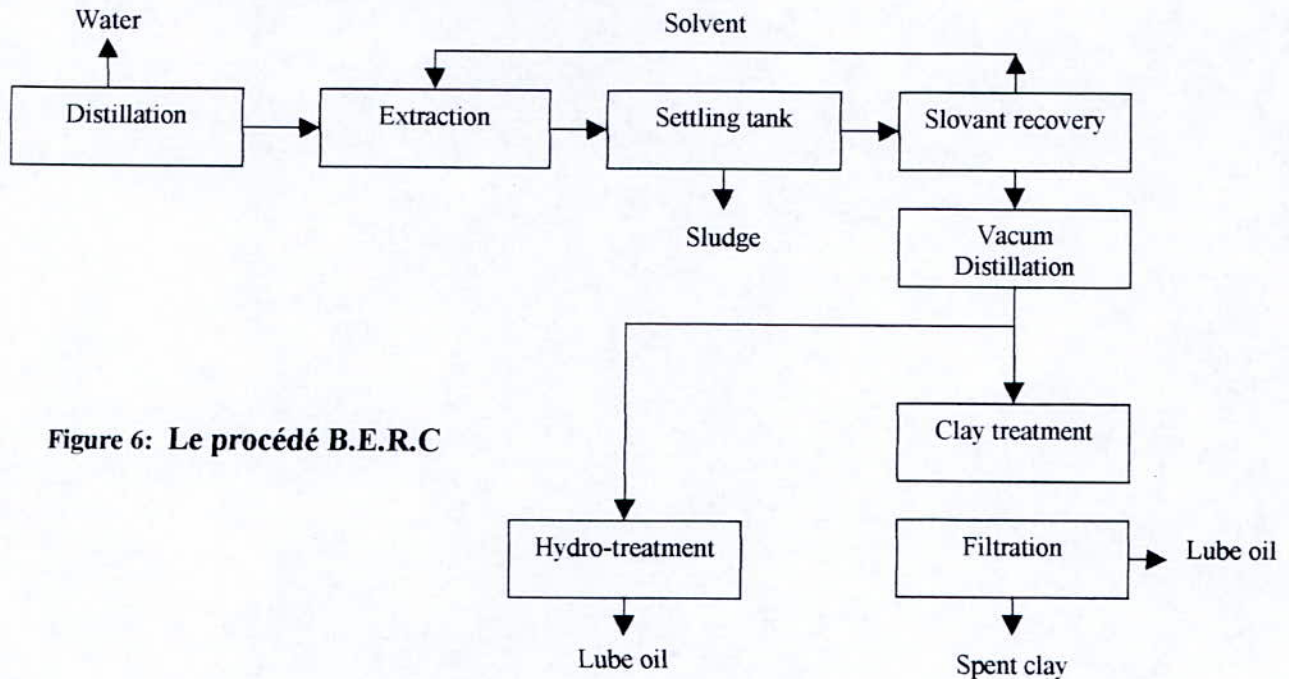 Water
Solvent
Distillation
Extraction
Settling tank
Slovant recovery
Sludge
Vacum
Distillation
Figure 6: Le procédé B.E.R.C
Clay treatment
Hydro-treatment
Filtration
Lube oil
Lube oil
Spent clay